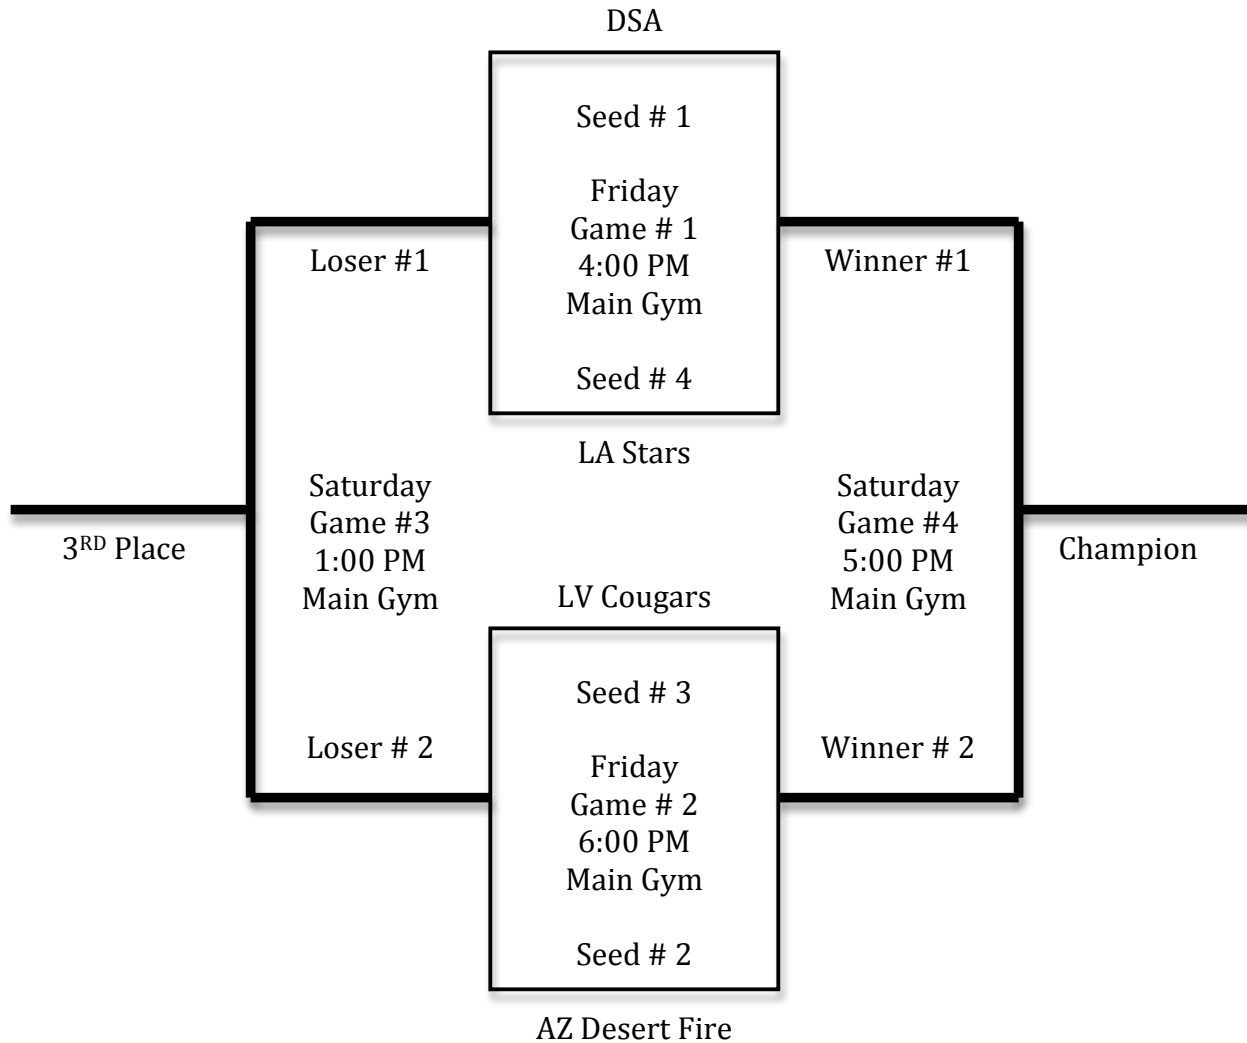 DSA
Seed # 1
Friday
Game # 1
4:00 PM
Main Gym
Seed # 4
LA Stars
Loser #1
Winner #1
Saturday
Game #3
1:00 PM
Main Gym
3RD Place
Saturday
Game #4
5:00 PM
Main Gym
Champion
LV Cougars
Seed # 3
Friday
Game # 2
6:00 PM
Main Gym
Seed # 2
AZ Desert Fire
Loser # 2
Winner # 2